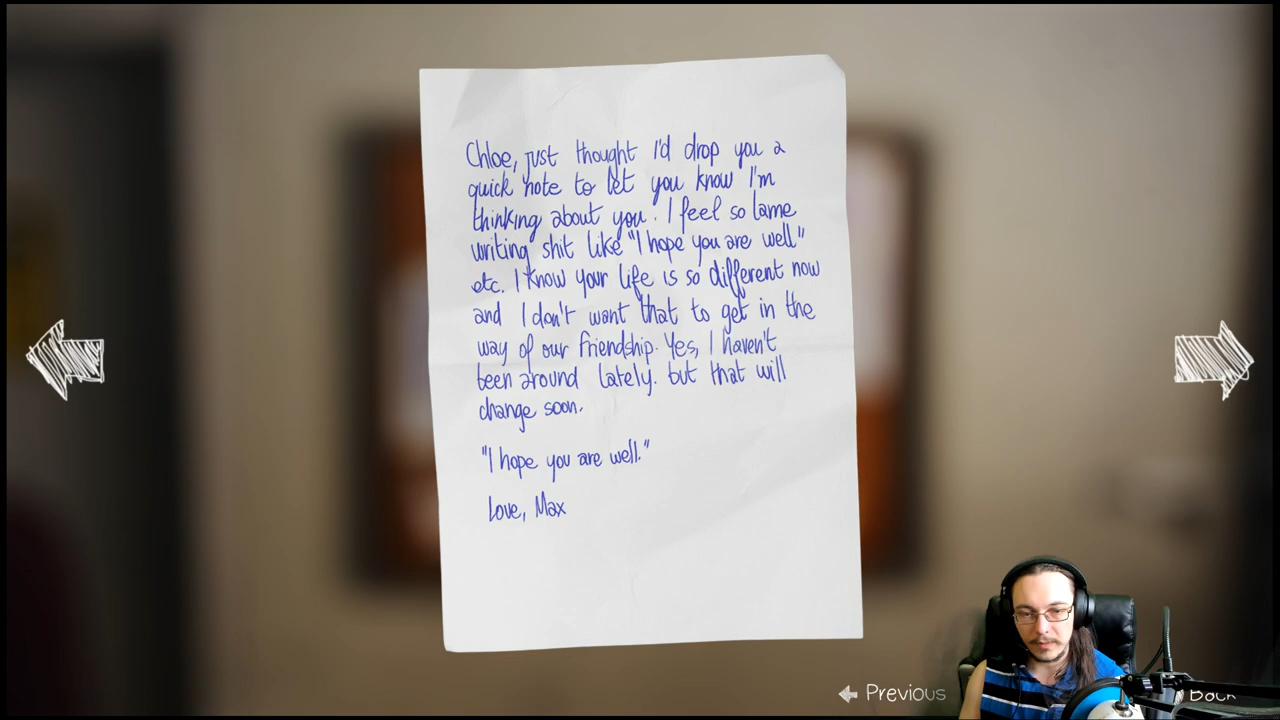 Chloe, just thought I'd drop you a
quick note to let you know I'm
thinking about you. I feel so lame
writing shit like "I hope you are well"
etc. I know your life is so different now
and I don't want that to get in the
way of our friendship. Yes, I haven't
been around lately. but that will
change soon.
"I hope you are well."
Love, Max
Previous
Back